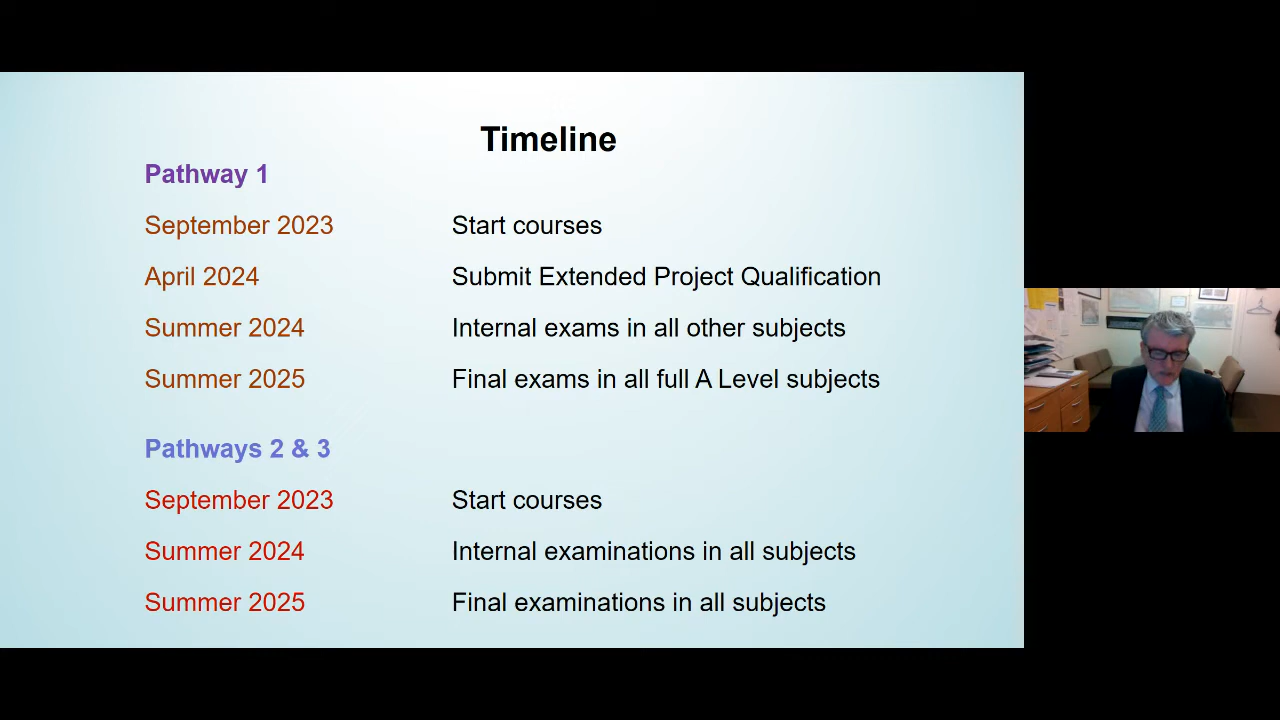 Timeline
Pathway 1
September 2023 Start courses
April 2024 Submit Extended Project Qualification
Summer 2024 Internal exams in all other subjects
Summer 2025 Final exams in all full A Level subjects
Pathways 2 & 3
September 2023 Start courses
Summer 2024 Internal examinations in all subjects
Summer 2025 Final examinations in all subjects